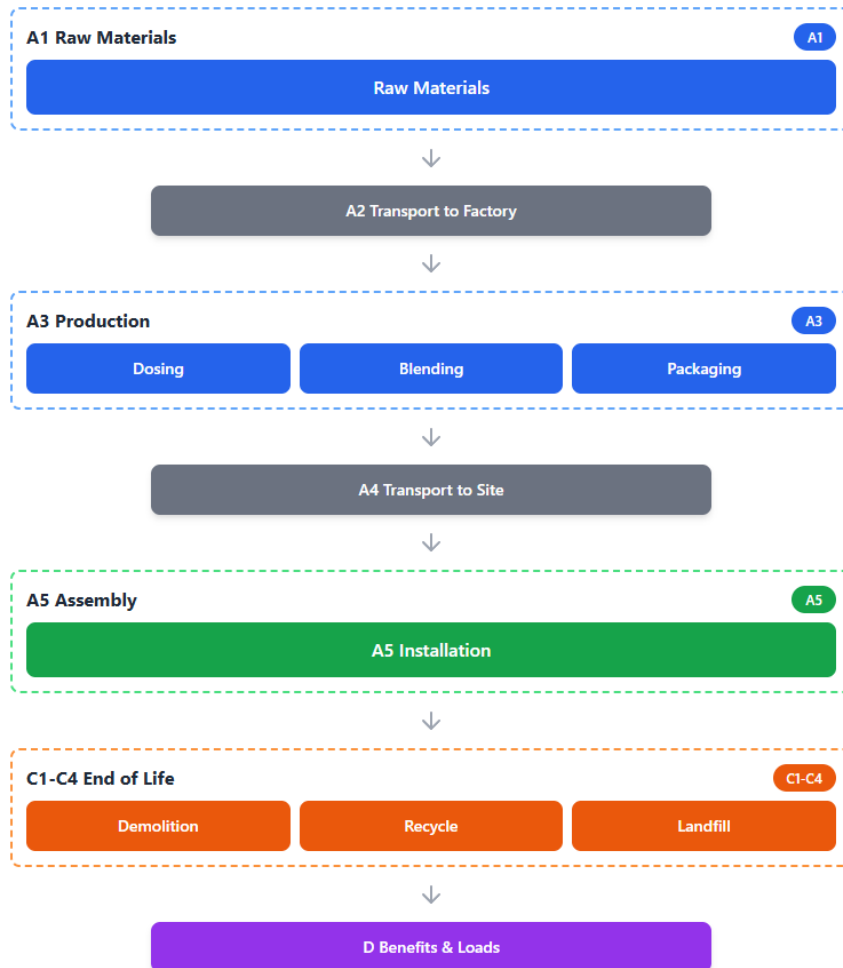 A1 Raw Materials A1
Raw Materials
A2 Transport to Factory
A3 Production A3
Dosing Blending Packaging
A4 Transport to Site
A5 Assembly A5
A5 Installation
C1-C4 End of Life C1-C4
Demolition Recycle Landfill
D Benefits & Loads